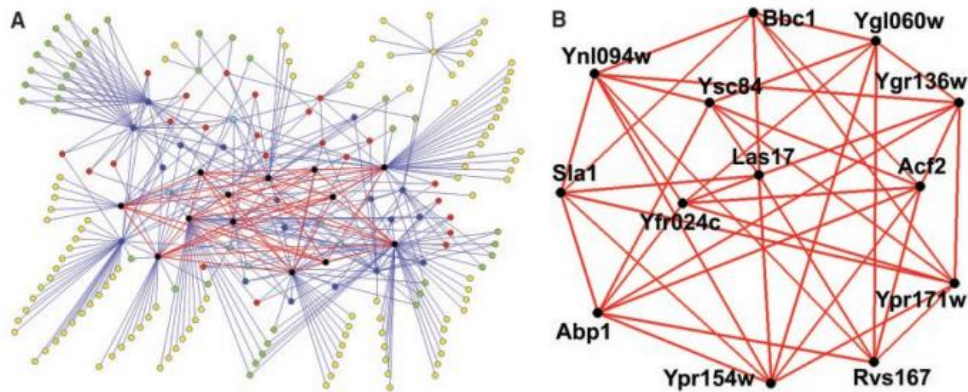 A
B
Bbc1
Ygl060w
Ynl094w
Ysc84
Ygr136w
Las17
Acf2
Sla1
Yfr024c
Ypr171w
Abp1
Ypr154w
Rvs167